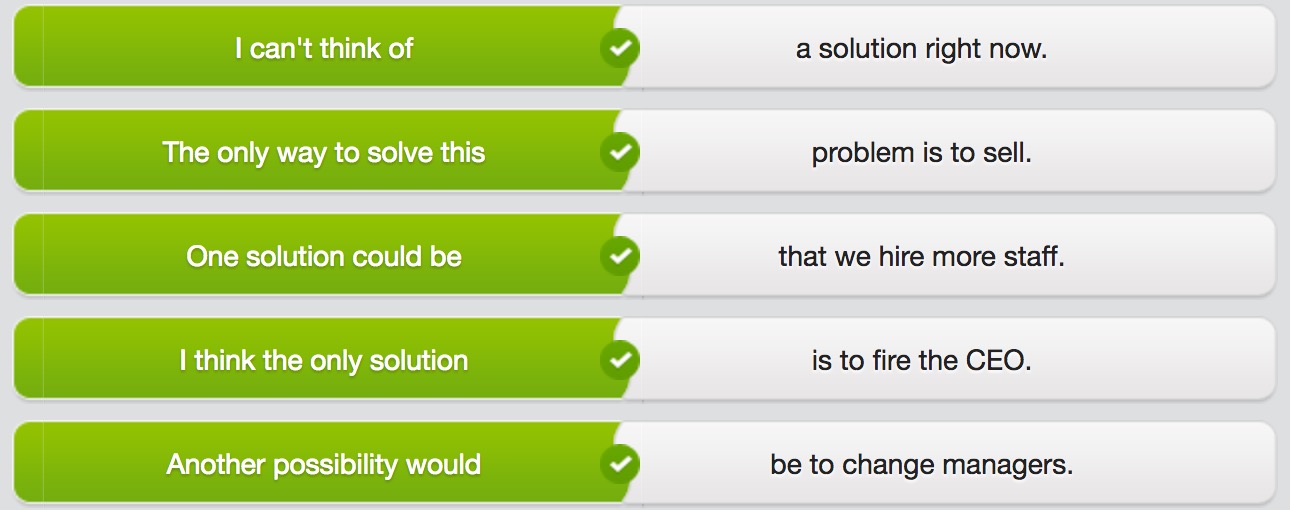 I can't think of a solution right now.
The only way to solve this problem is to sell.
One solution could be that we hire more staff.
I think the only solution is to fire the CEO.
Another possibility would be to change managers.